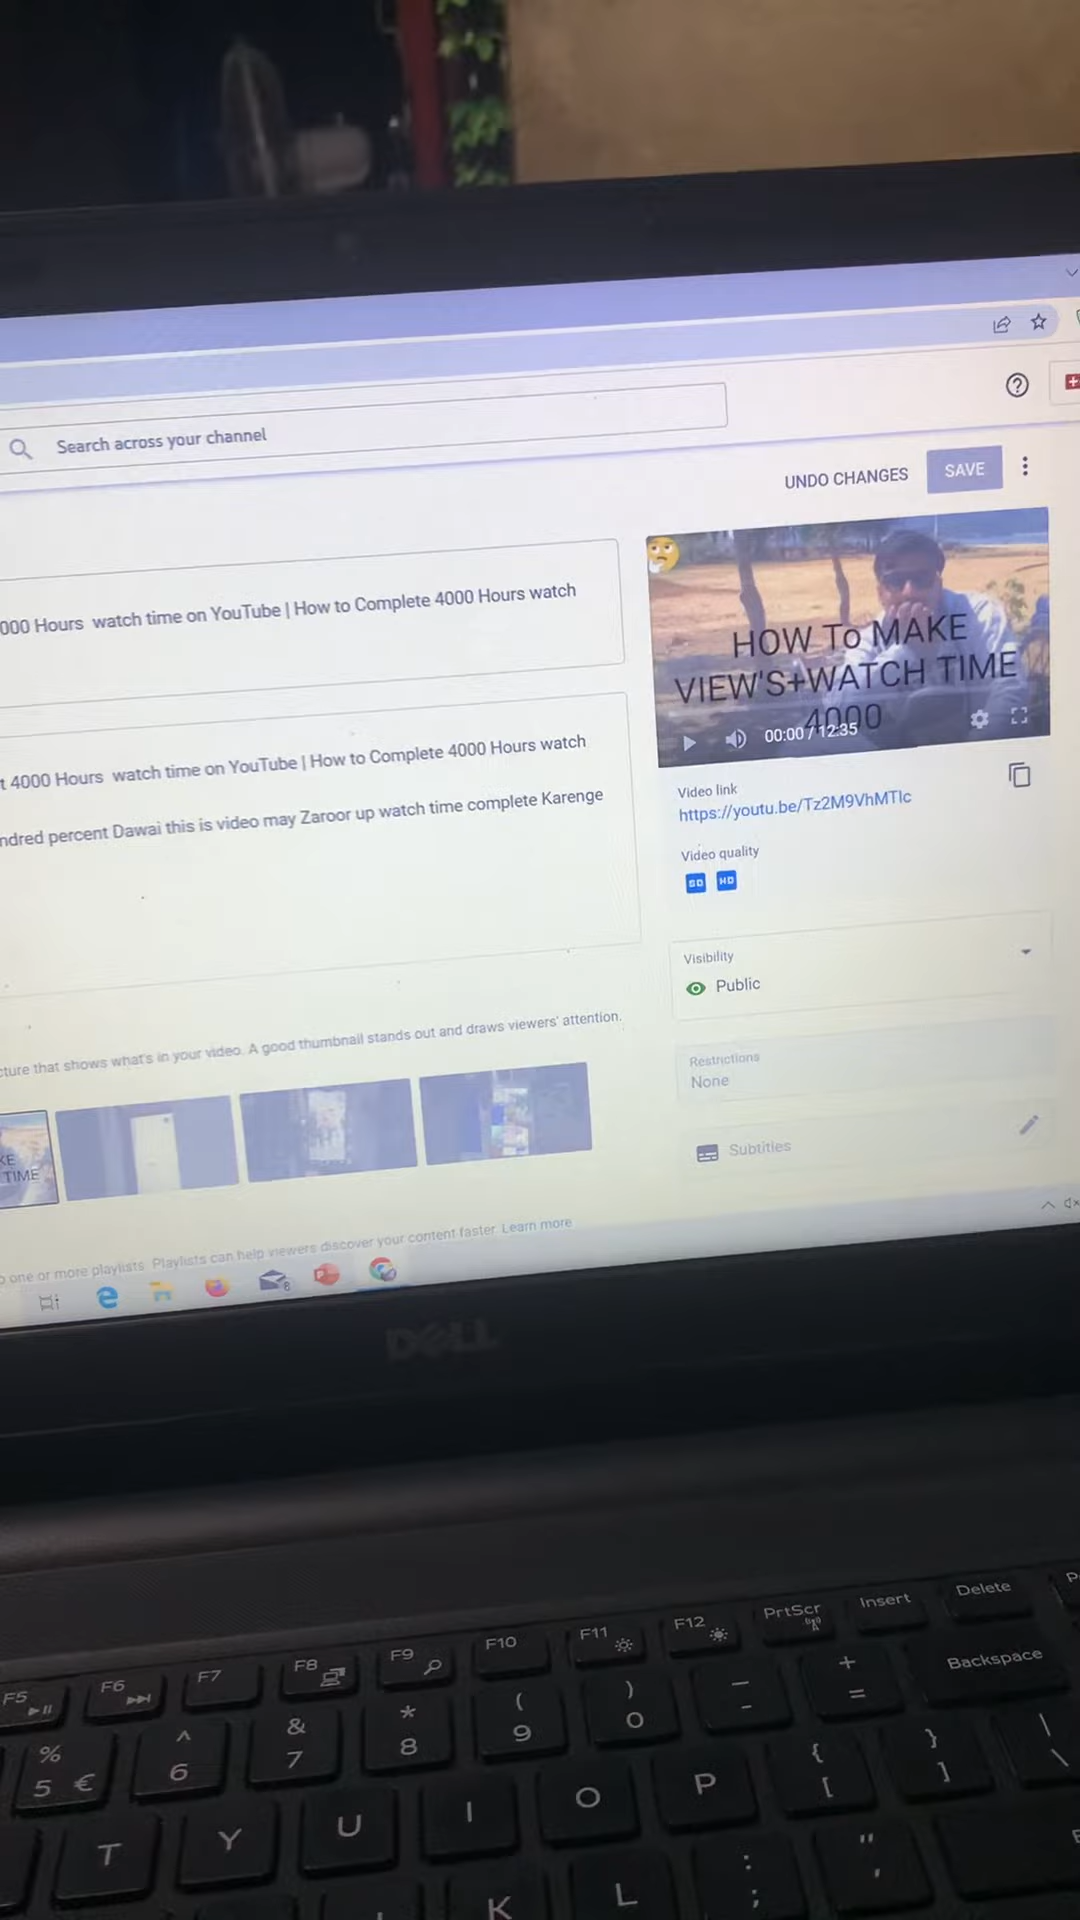 Search across your channel
UNDO CHANGES
SAVE
000 Hours watch time on YouTube | How to Complete 4000 Hours watch
HOW To MAKE
VIEW'S+WATCH TIME
4000
00:00 / 12:35
t 4000 Hours watch time on YouTube | How to Complete 4000 Hours watch
ndred percent Dawai this is video may Zaroor up watch time complete Karenge
Video link
https://youtu.be/Tz2M9VhMTIc
Video quality
SD HD
Visibility
Public
cture that shows what's in your video. A good thumbnail stands out and draws viewers' attention.
Restrictions
None
KE
TIME
Subtitles
o one or more playlists. Playlists can help viewers discover your content faster. Learn more
8
DELL
F5 F6 F7 F8 F9 F10 F11 F12 PrtScr Insert Delete
% 5 € ^ 6 & 7 * 8 ( 9 ) 0 _ - + = Backspace
T Y U I O P { [ } ] | \
K L : ; " '